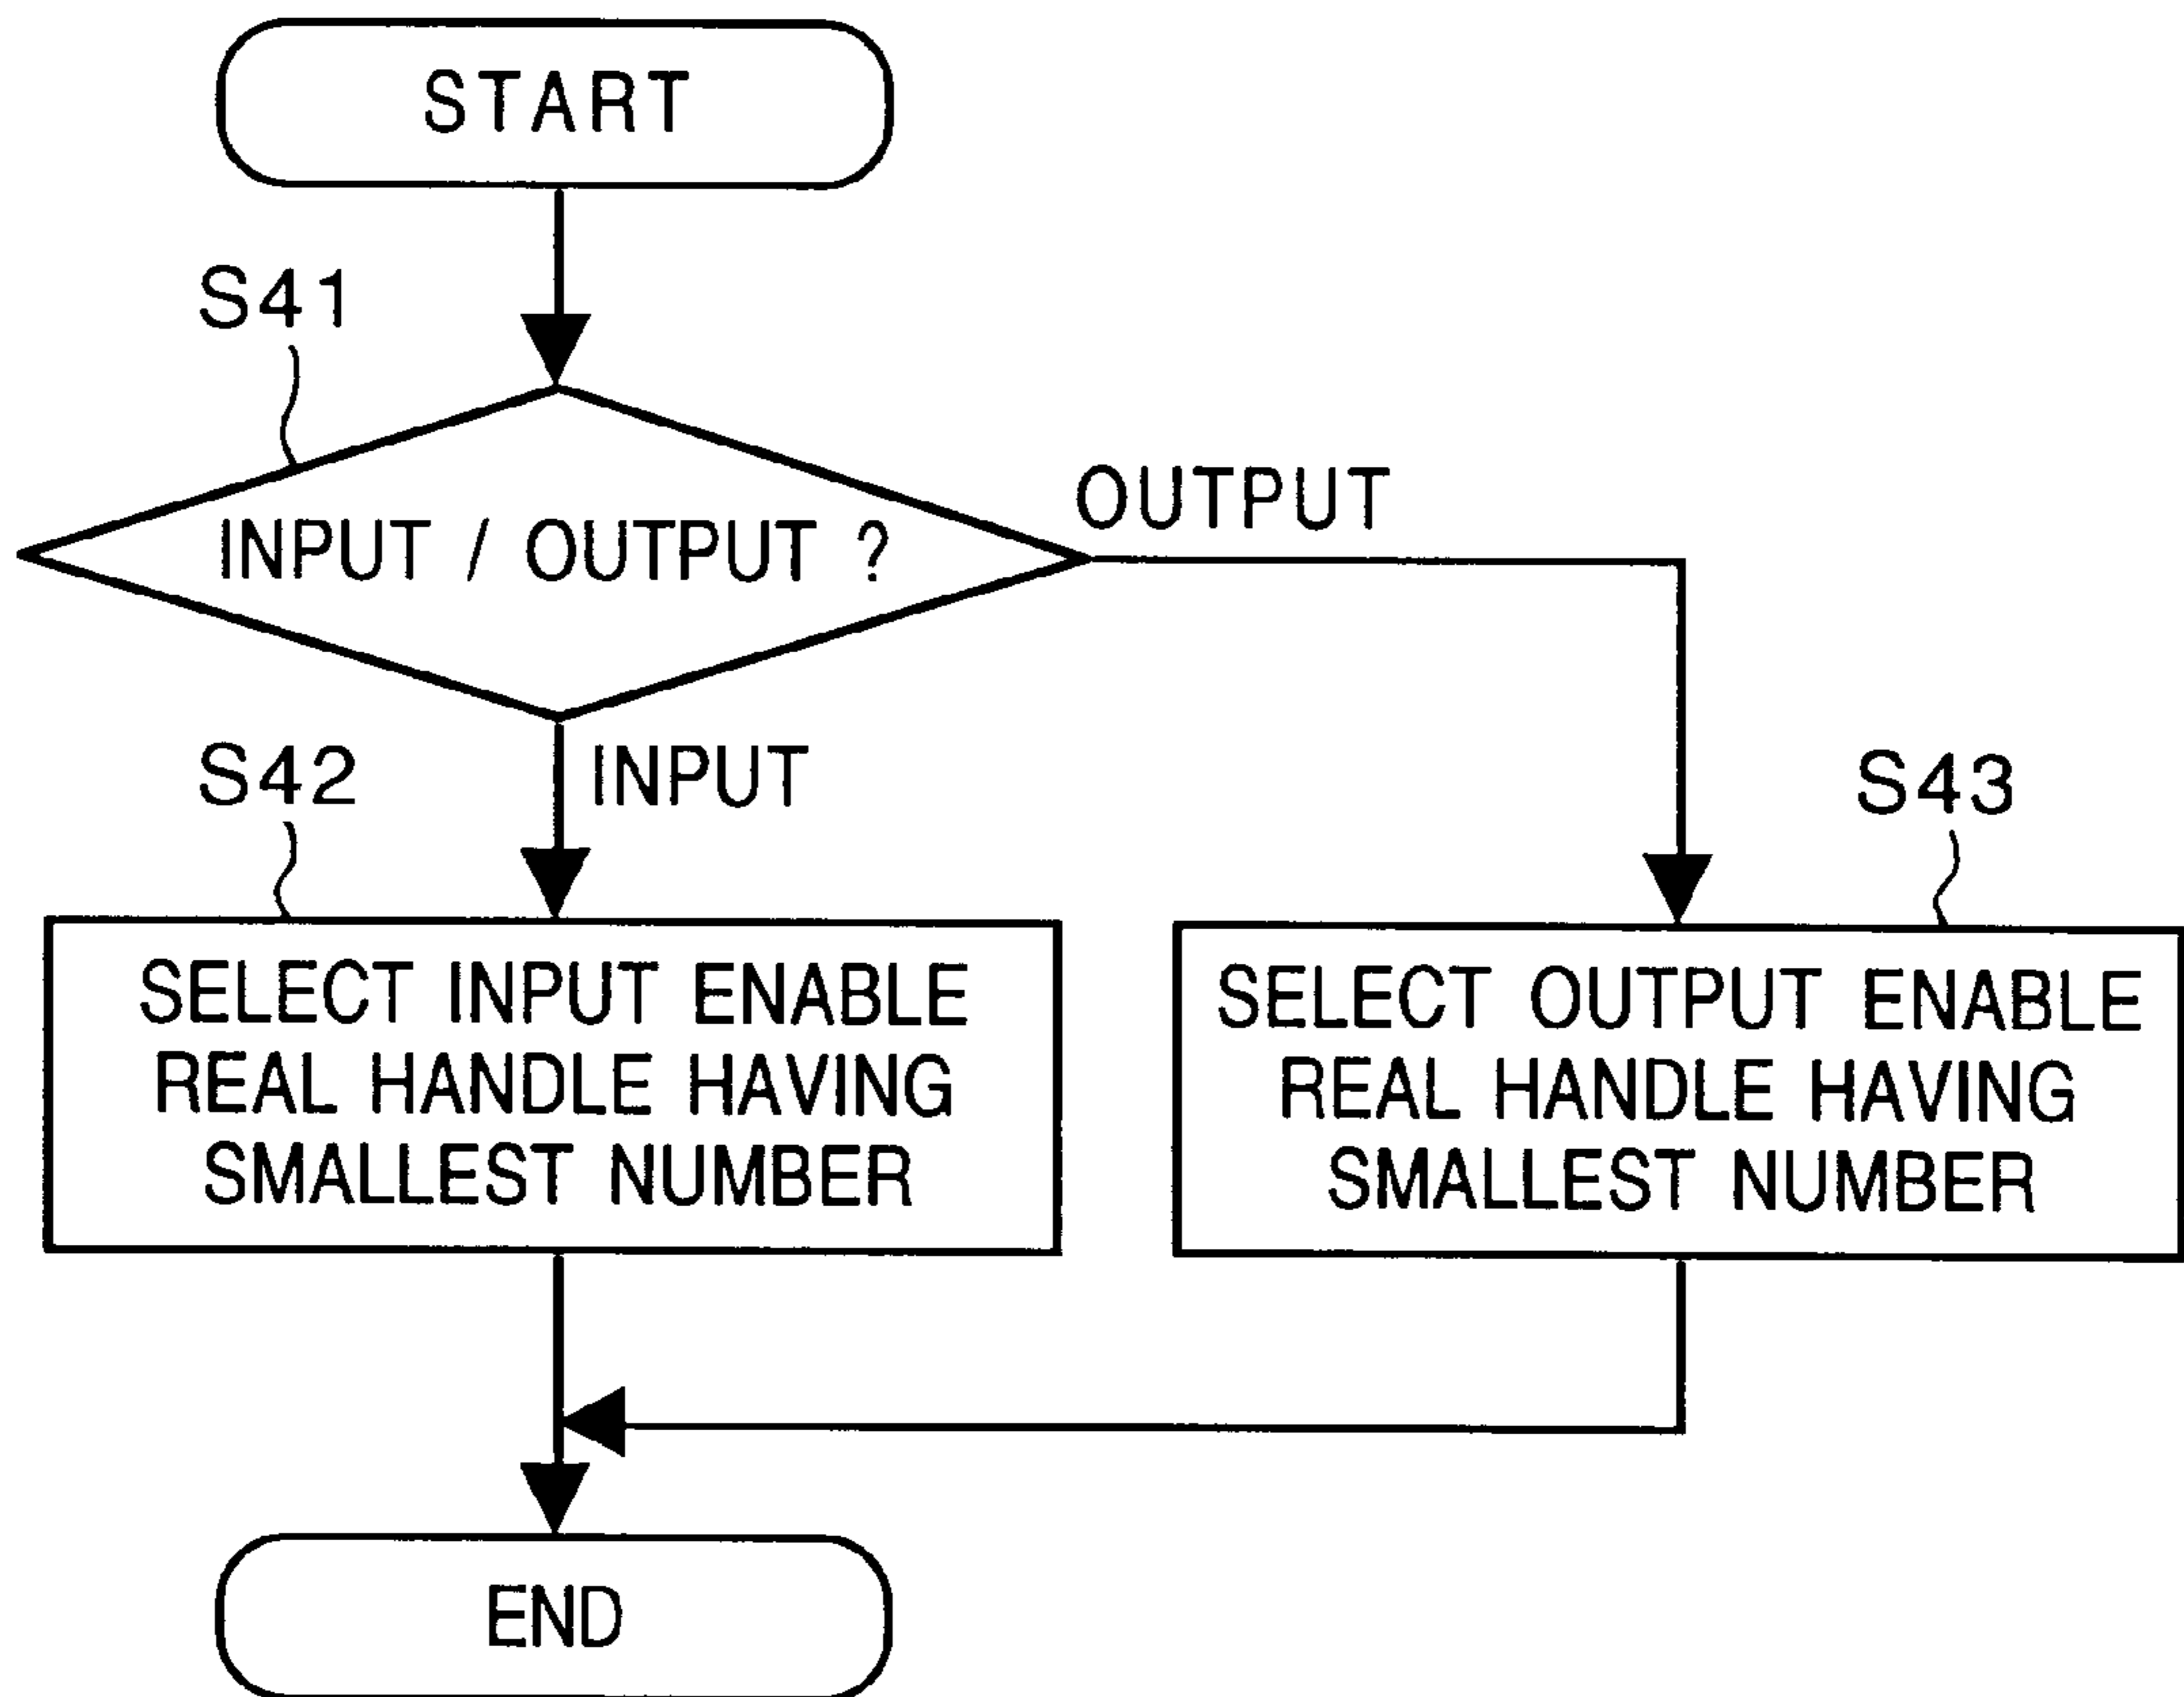 START
S41
INPUT / OUTPUT ?
OUTPUT
S42
INPUT
S43
SELECT INPUT ENABLE
REAL HANDLE HAVING
SMALLEST NUMBER
SELECT OUTPUT ENABLE
REAL HANDLE HAVING
SMALLEST NUMBER
END